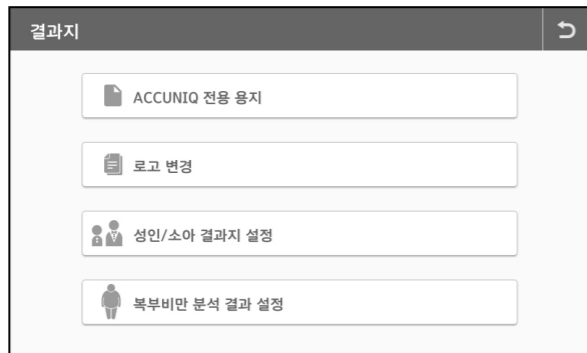 결과지
ACCUNIQ 전용 용지
로고 변경
성인/소아 결과지 설정
복부비만 분석 결과 설정